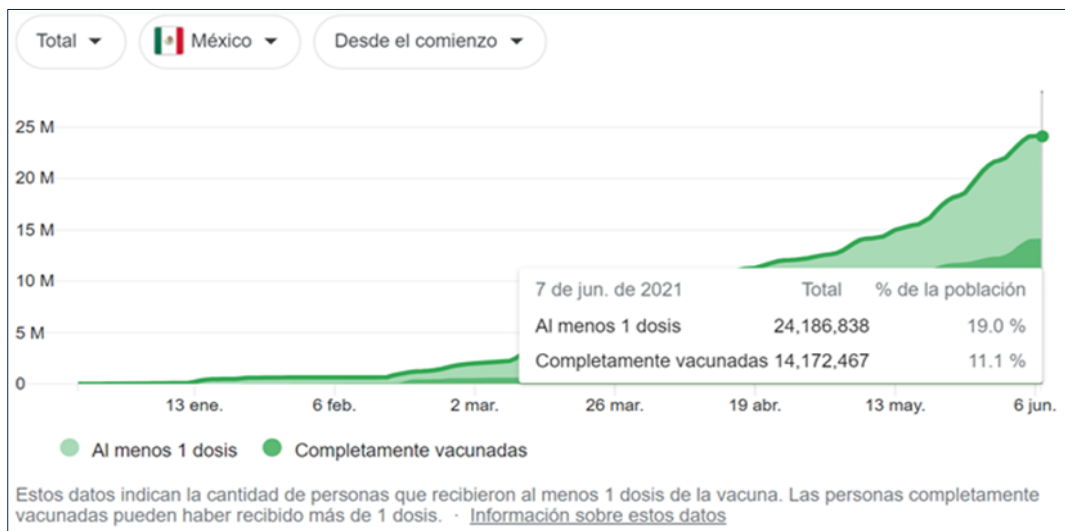 Total México Desde el comienzo
25 M
20 M
15 M
10 M
5 M
0
7 de jun. de 2021 Total % de la población
Al menos 1 dosis 24,186,838 19.0 %
Completamente vacunadas 14,172,467 11.1 %
13 ene. 6 feb. 2 mar. 26 mar. 19 abr. 13 may. 6 jun.
Al menos 1 dosis Completamente vacunadas
Estos datos indican la cantidad de personas que recibieron al menos 1 dosis de la vacuna. Las personas completamente
vacunadas pueden haber recibido más de 1 dosis. · Información sobre estos datos